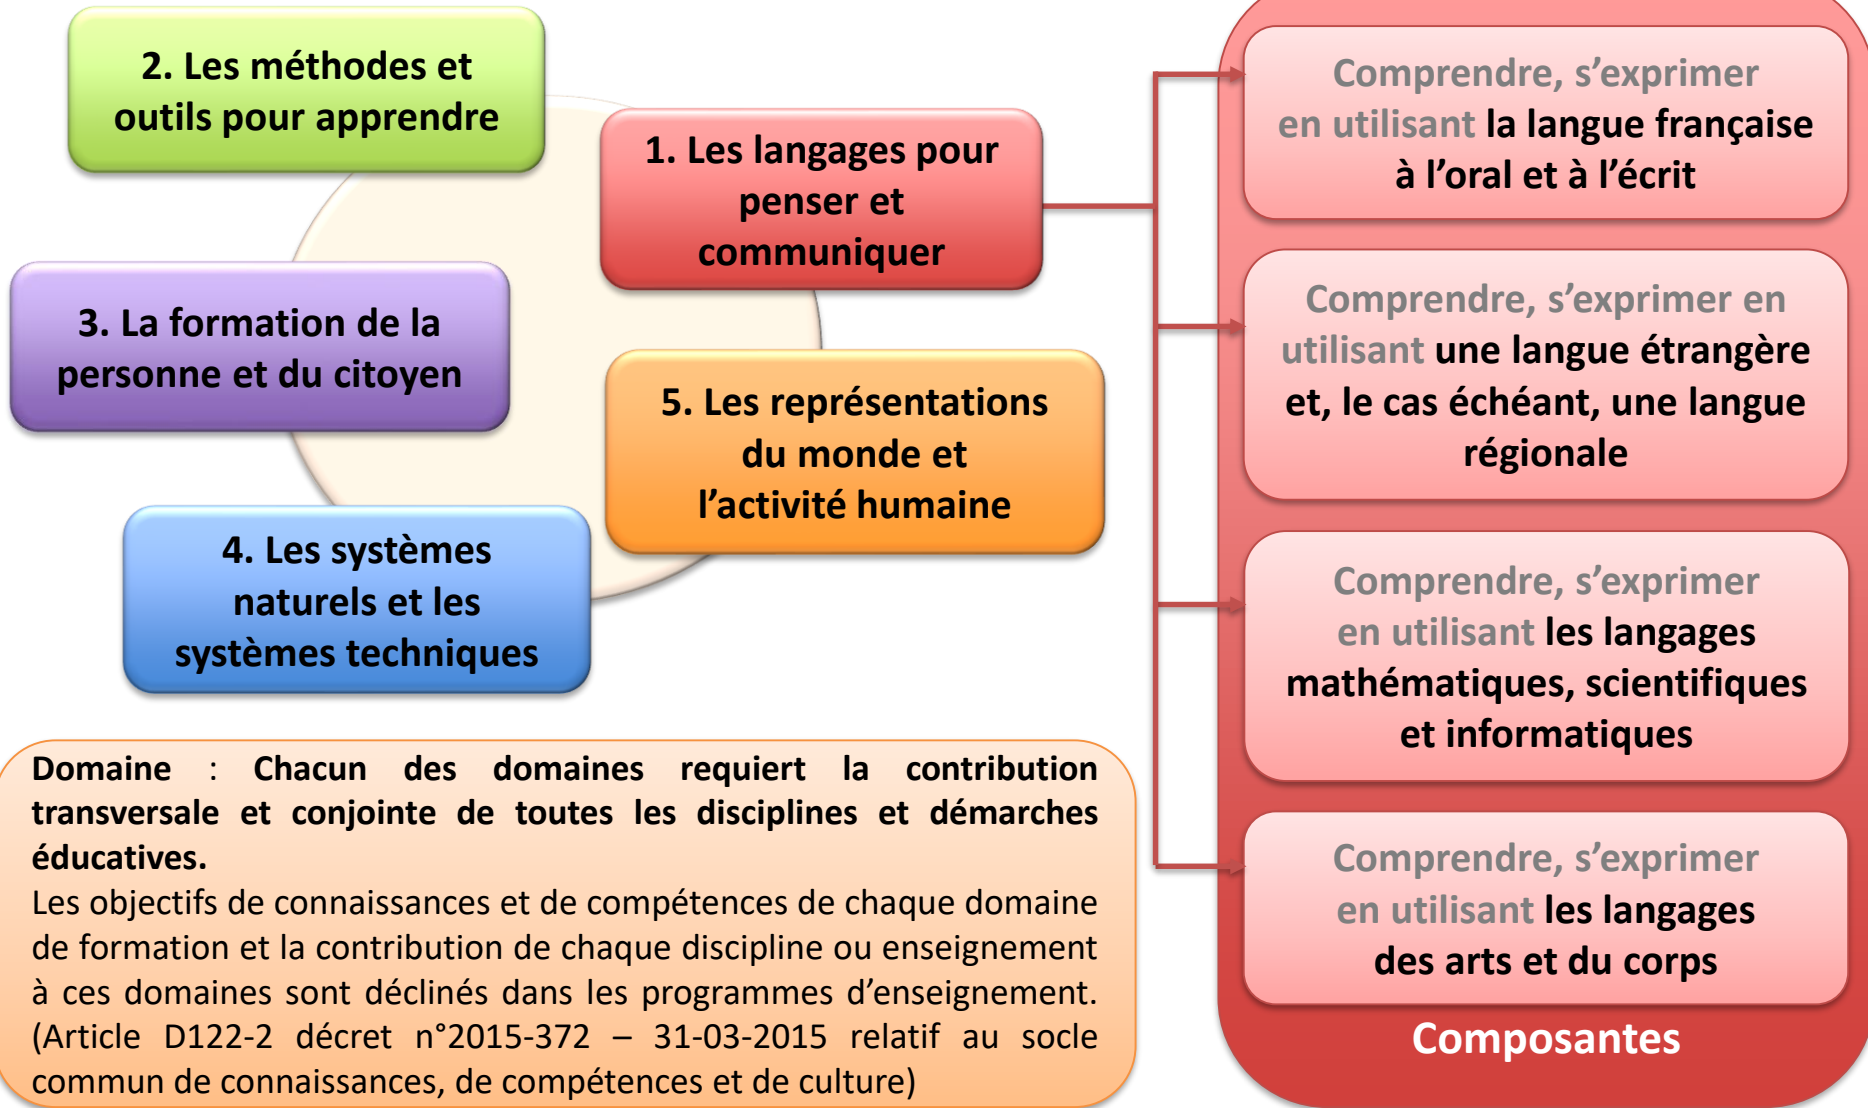 2. Les méthodes et
outils pour apprendre
1. Les langages pour
penser et
communiquer
3. La formation de la
personne et du citoyen
5. Les représentations
du monde et
l’activité humaine
4. Les systèmes
naturels et les
systèmes techniques
Domaine : Chacun des domaines requiert la contribution
transversale et conjointe de toutes les disciplines et démarches
éducatives.
Les objectifs de connaissances et de compétences de chaque domaine
de formation et la contribution de chaque discipline ou enseignement
à ces domaines sont déclinés dans les programmes d’enseignement.
(Article D122-2 décret n°2015-372 – 31-03-2015 relatif au socle
commun de connaissances, de compétences et de culture)
Comprendre, s’exprimer
en utilisant la langue française
à l’oral et à l’écrit
Comprendre, s’exprimer en
utilisant une langue étrangère
et, le cas échéant, une langue
régionale
Comprendre, s’exprimer
en utilisant les langages
mathématiques, scientifiques
et informatiques
Comprendre, s’exprimer
en utilisant les langages
des arts et du corps
Composantes